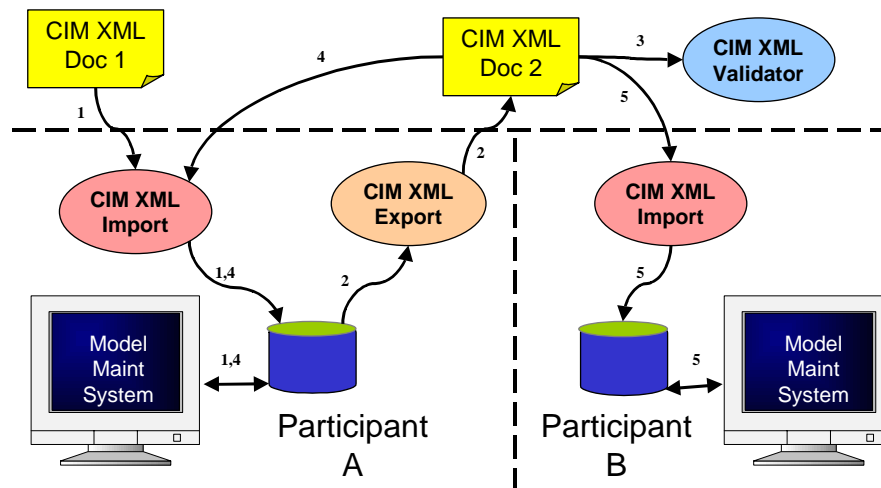 CIM XML
Doc 1
CIM XML
Doc 2
CIM XML
Validator
4
3
5
1
2
CIM XML
Import
CIM XML
Export
CIM XML
Import
1,4
2
5
Model
Maint
System
1,4
5
Model
Maint
System
Participant
A
Participant
B